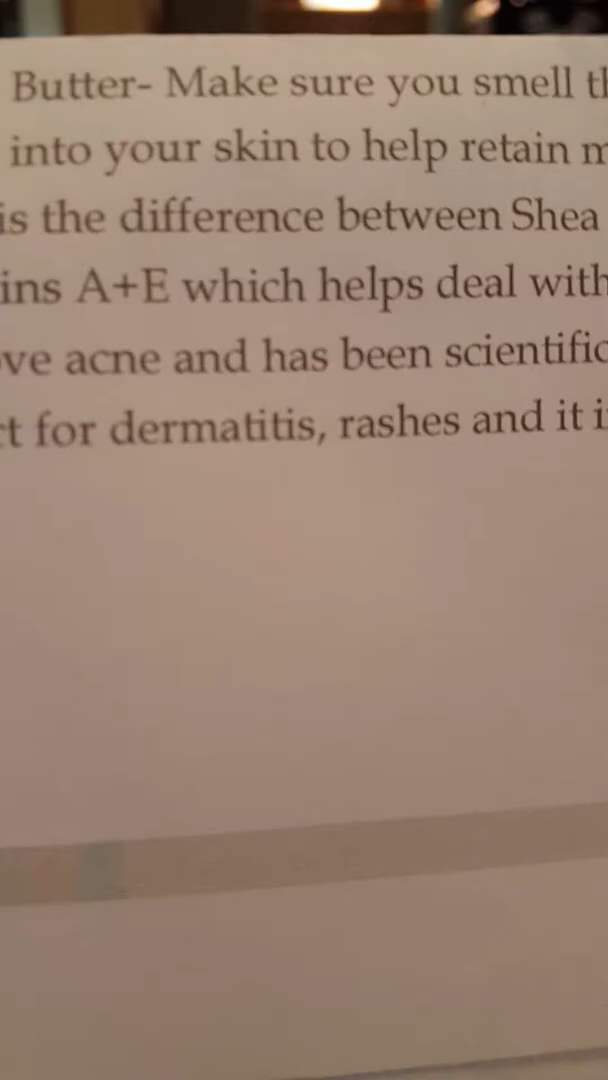 Butter- Make sure you smell th
into your skin to help retain m
is the difference between Shea
ins A+E which helps deal with
ve acne and has been scientific
t for dermatitis, rashes and it i